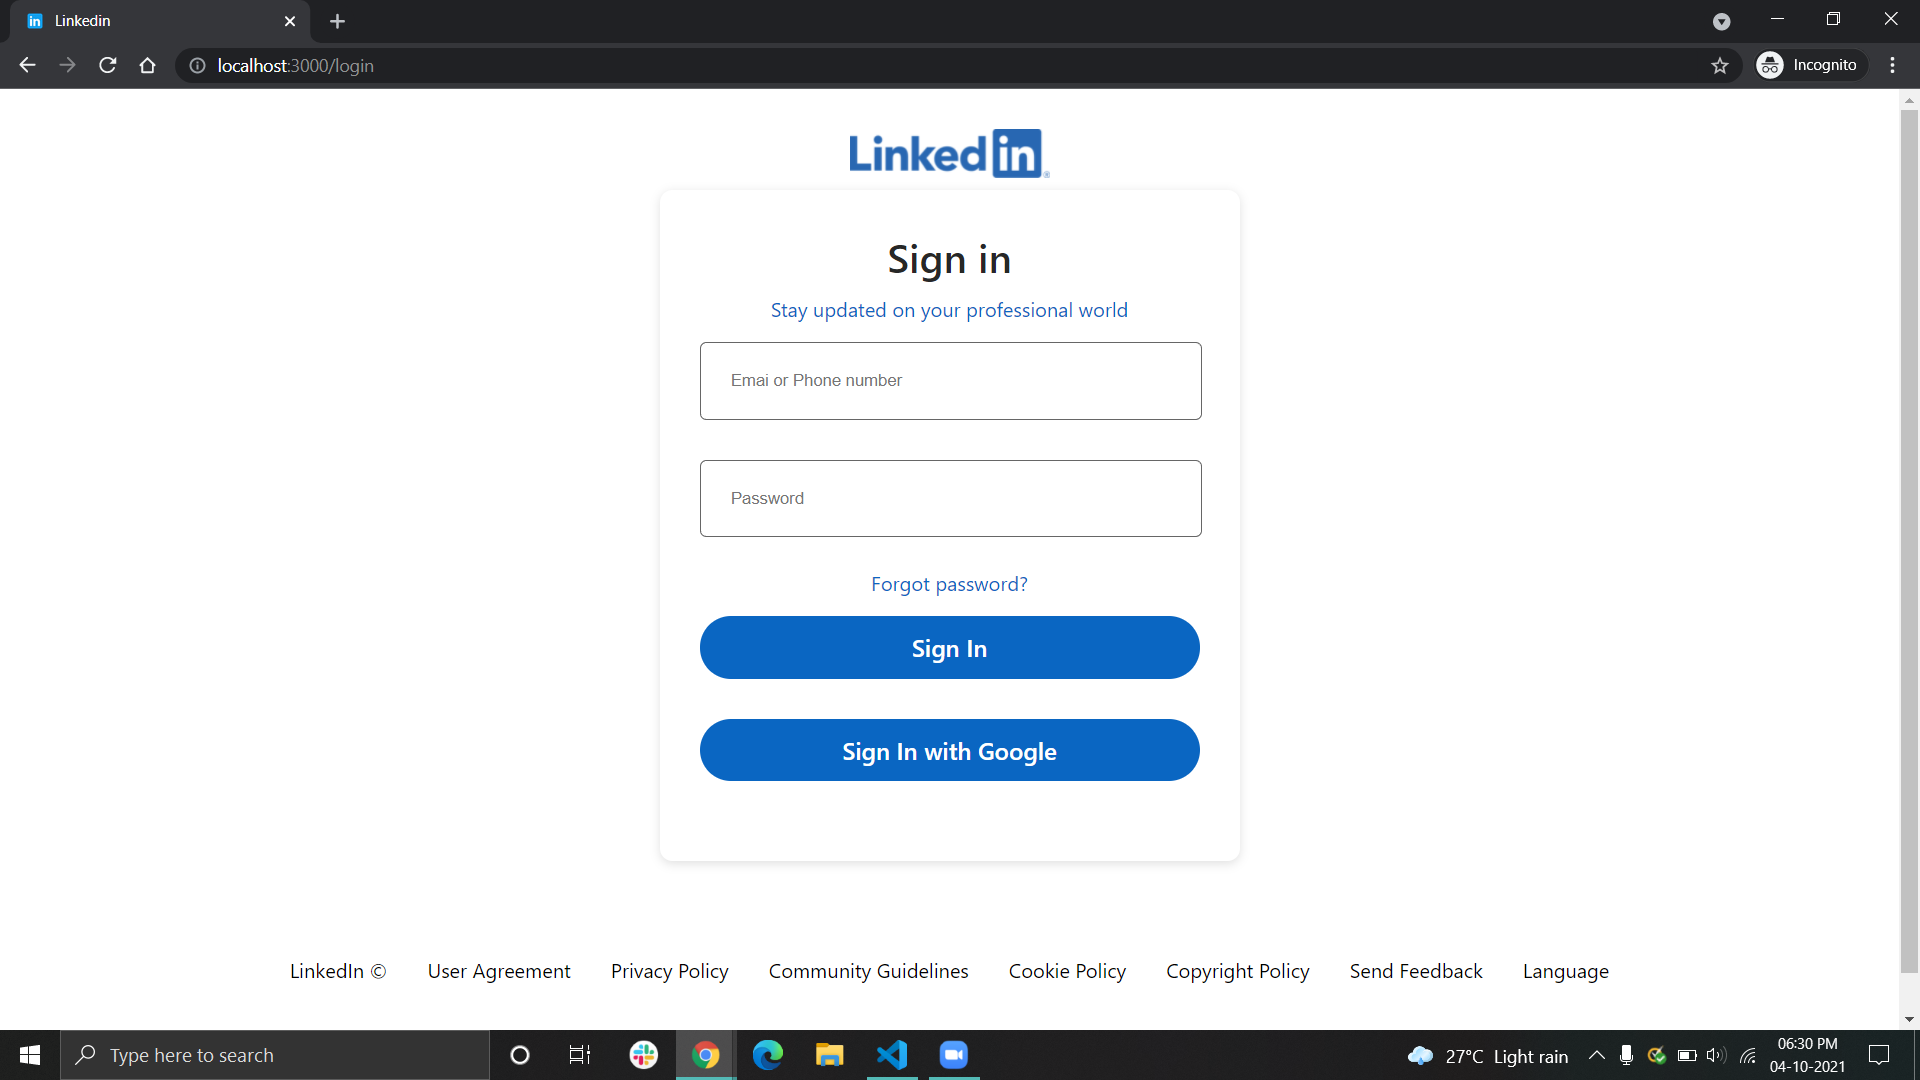 Linkedin
localhost:3000/login
Incognito
Linkedin
Sign in
Stay updated on your professional world
Emai or Phone number
Password
Forgot password?
Sign In
Sign In with Google
LinkedIn © User Agreement Privacy Policy Community Guidelines Cookie Policy Copyright Policy Send Feedback Language
Type here to search
27°C Light rain
06:30 PM
04-10-2021